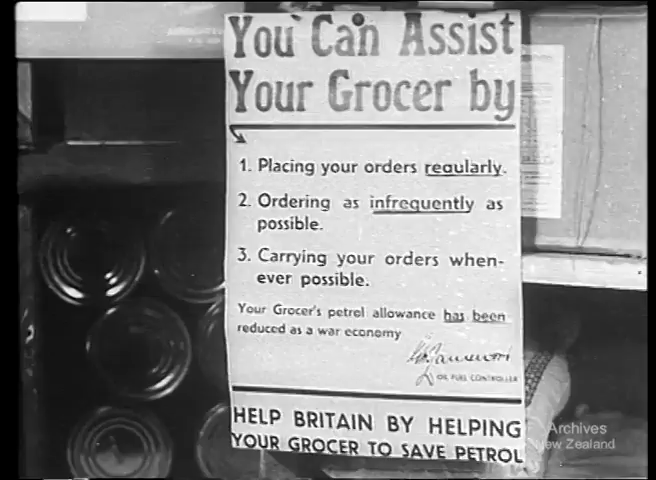 You Can Assist
Your Grocer by
1. Placing your orders regularly.
2. Ordering as infrequently as
possible.
3. Carrying your orders when-
ever possible.
Your Grocer's petrol allowance has been
reduced as a war economy
OIL FUEL CONTROLLER
HELP BRITAIN BY HELPING
YOUR GROCER TO SAVE PETROL
Archives
New Zealand